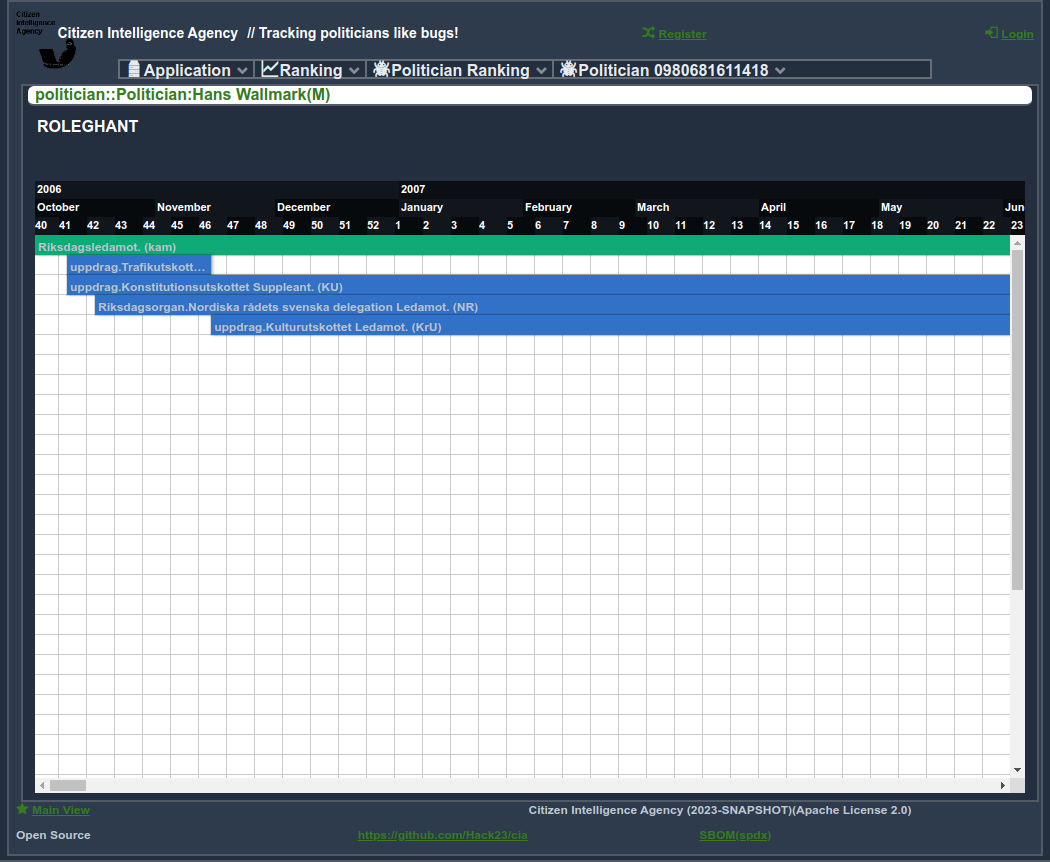 Citizen
Intelligence
Agency
Citizen Intelligence Agency // Tracking politicians like bugs!
Register
Login
Application
Ranking
Politician Ranking
Politician 0980681611418
politician::Politician:Hans Wallmark(M)
ROLEGHANT
2006 2007
October November December January February March April May Jun
40 41 42 43 44 45 46 47 48 49 50 51 52 1 2 3 4 5 6 7 8 9 10 11 12 13 14 15 16 17 18 19 20 21 22 23
Riksdagsledamot. (kam)
uppdrag.Trafikutskott...
uppdrag.Konstitutionsutskottet Suppleant. (KU)
Riksdagsorgan.Nordiska rådets svenska delegation Ledamot. (NR)
uppdrag.Kulturutskottet Ledamot. (KrU)
Main View
Citizen Intelligence Agency (2023-SNAPSHOT)(Apache License 2.0)
Open Source
https://github.com/Hack23/cia
SBOM(spdx)